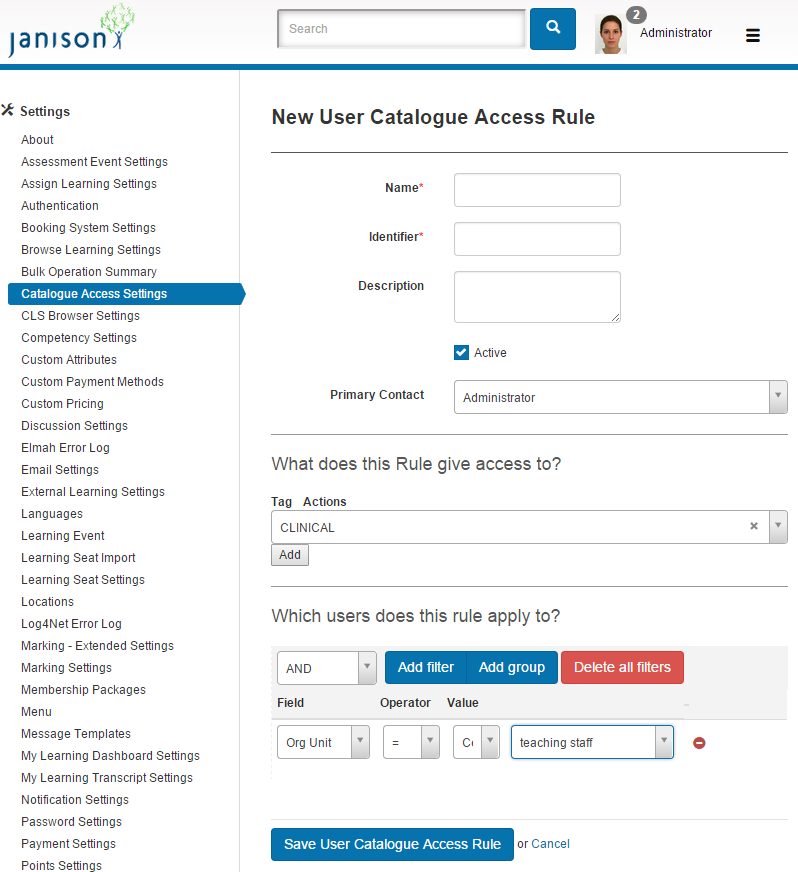 janison
Search
2
Administrator
Settings
About
Assessment Event Settings
Assign Learning Settings
Authentication
Booking System Settings
Browse Learning Settings
Bulk Operation Summary
Catalogue Access Settings
CLS Browser Settings
Competency Settings
Custom Attributes
Custom Payment Methods
Custom Pricing
Discussion Settings
Elmah Error Log
Email Settings
External Learning Settings
Languages
Learning Event
Learning Seat Import
Learning Seat Settings
Locations
Log4Net Error Log
Marking - Extended Settings
Marking Settings
Membership Packages
Menu
Message Templates
My Learning Dashboard Settings
My Learning Transcript Settings
Notification Settings
Password Settings
Payment Settings
Points Settings
New User Catalogue Access Rule
Name*
Identifier*
Description
Active
Primary Contact Administrator
What does this Rule give access to?
Tag Actions
CLINICAL ×
Add
Which users does this rule apply to?
AND Add filter Add group Delete all filters
Field Operator Value
Org Unit = teaching staff
Save User Catalogue Access Rule or Cancel